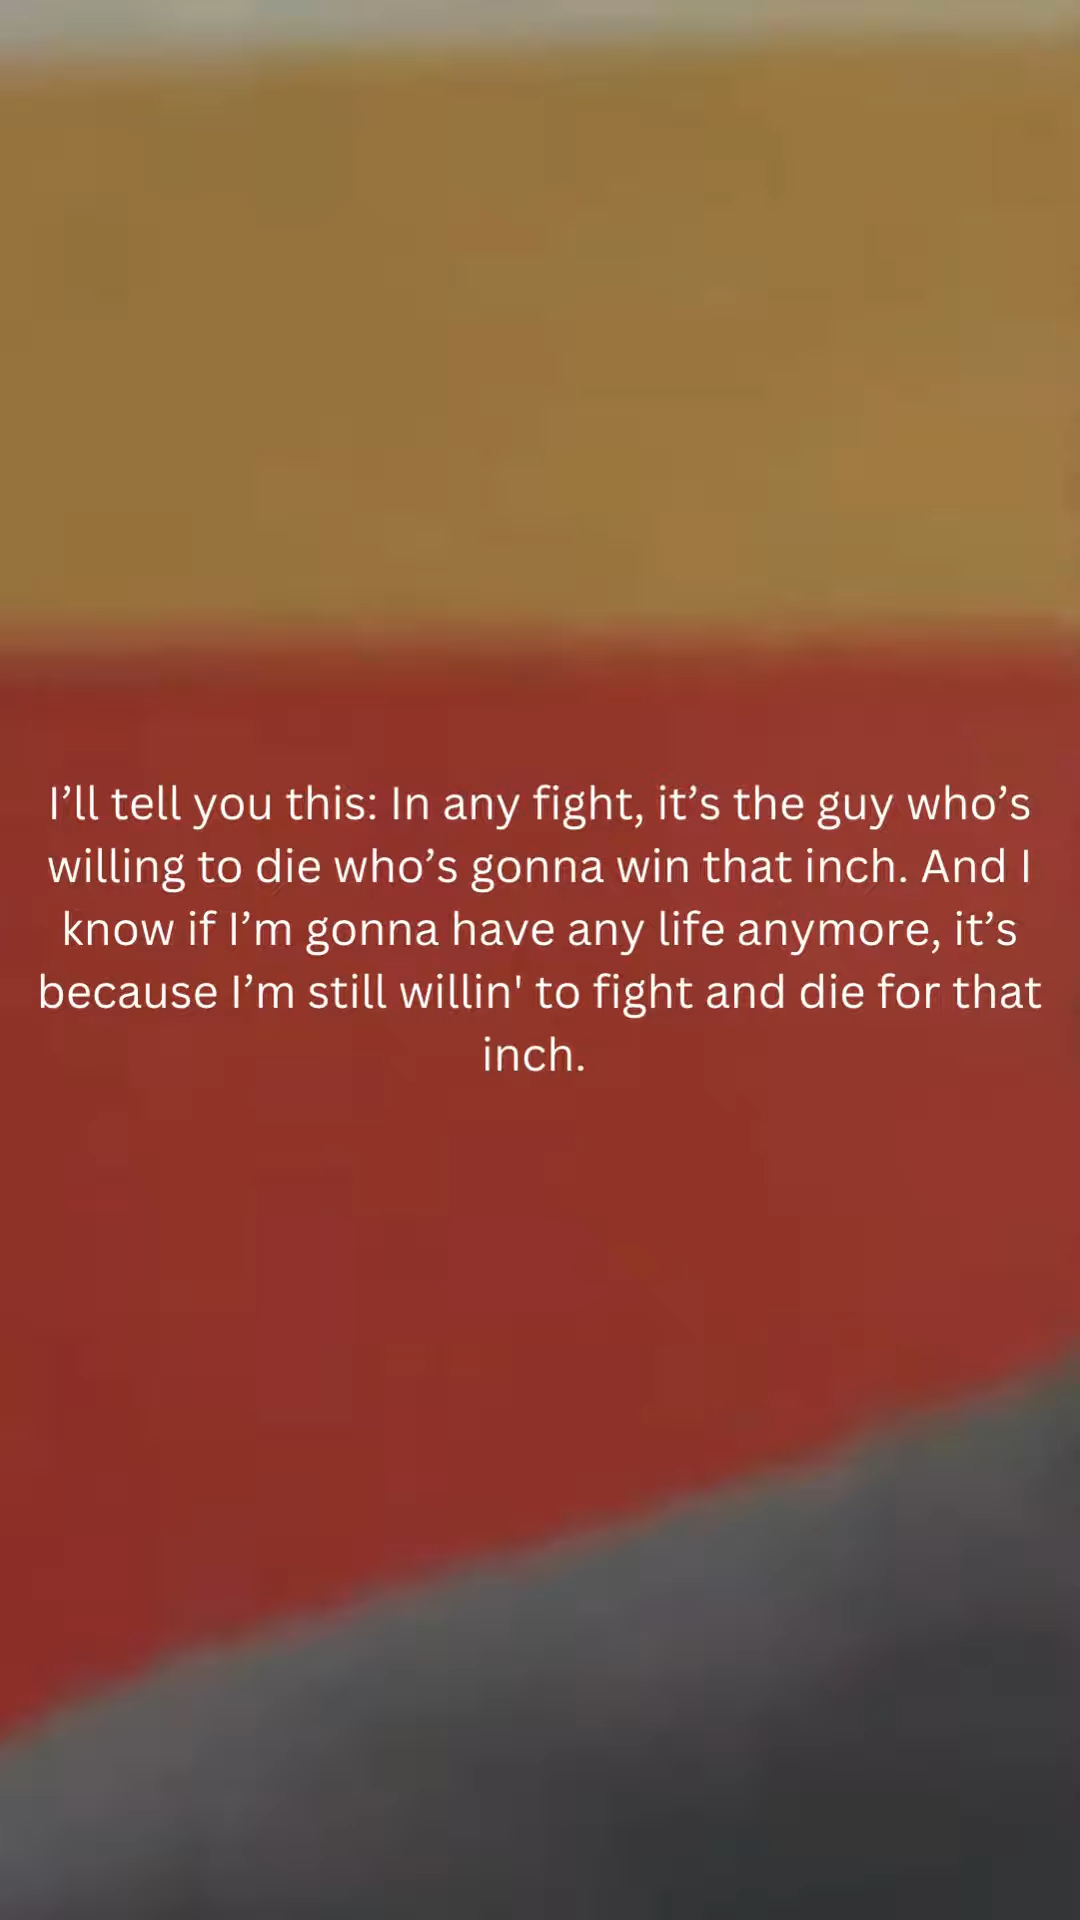 I’ll tell you this: In any fight, it’s the guy who’s
willing to die who’s gonna win that inch. And I
know if I’m gonna have any life anymore, it’s
because I’m still willin' to fight and die for that
inch.